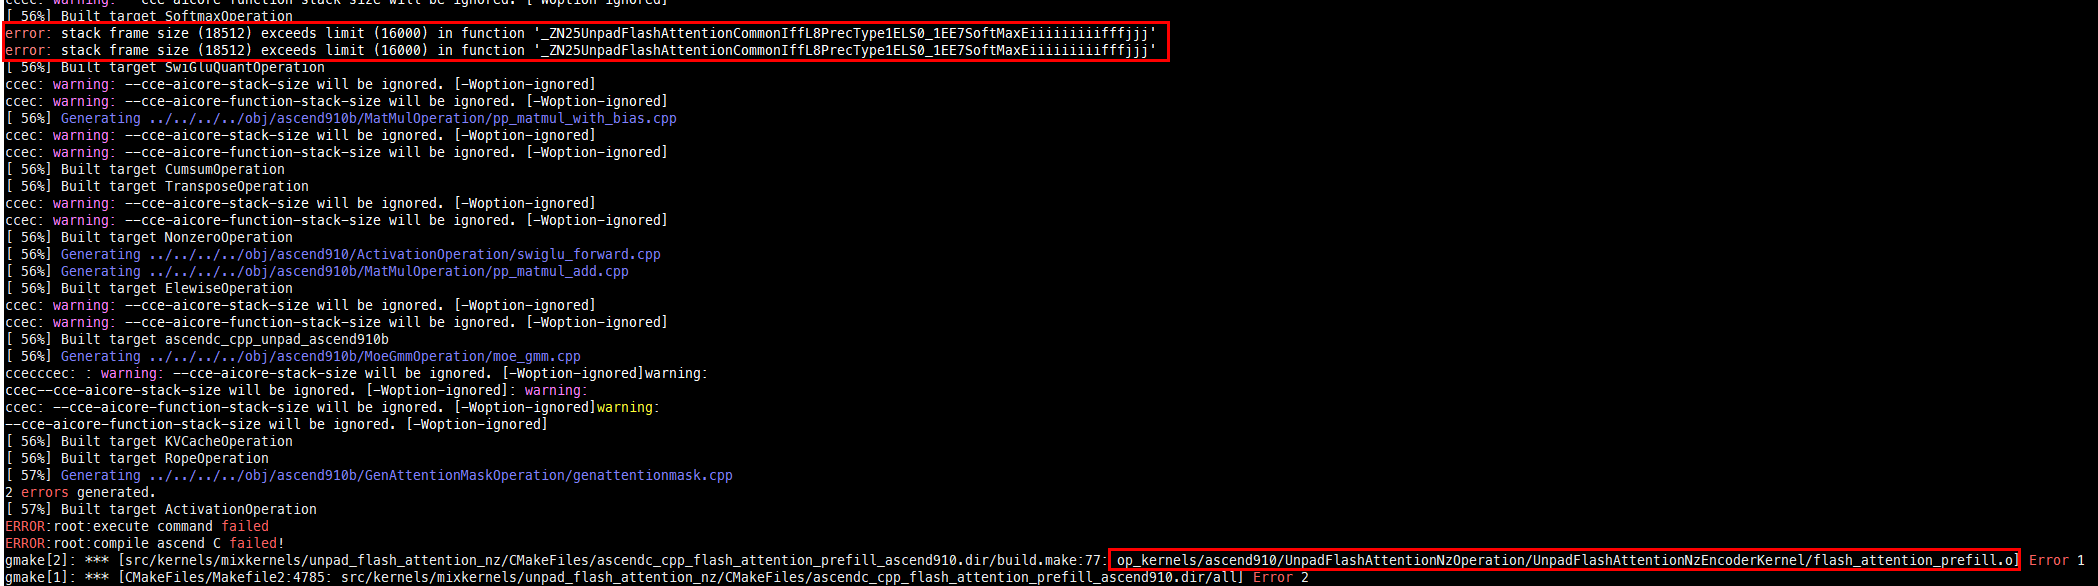 ccec: warning: --cce-aicore-function-stack-size will be ignored. [-Woption-ignored]
[ 56%] Built target SoftmaxOperation
error: stack frame size (18512) exceeds limit (16000) in function '_ZN25UnpadFlashAttentionCommonIffL8PrecType1ELS0_1EE7SoftMaxEiiiiiiiiifffjjj'
error: stack frame size (18512) exceeds limit (16000) in function '_ZN25UnpadFlashAttentionCommonIffL8PrecType1ELS0_1EE7SoftMaxEiiiiiiiiifffjjj'
[ 56%] Built target SwiGluQuantOperation
ccec: warning: --cce-aicore-stack-size will be ignored. [-Woption-ignored]
ccec: warning: --cce-aicore-function-stack-size will be ignored. [-Woption-ignored]
[ 56%] Generating ../../../../obj/ascend910b/MatMulOperation/pp_matmul_with_bias.cpp
ccec: warning: --cce-aicore-stack-size will be ignored. [-Woption-ignored]
ccec: warning: --cce-aicore-function-stack-size will be ignored. [-Woption-ignored]
[ 56%] Built target CumsumOperation
[ 56%] Built target TransposeOperation
ccec: warning: --cce-aicore-stack-size will be ignored. [-Woption-ignored]
ccec: warning: --cce-aicore-function-stack-size will be ignored. [-Woption-ignored]
[ 56%] Built target NonzeroOperation
[ 56%] Generating ../../../../obj/ascend910/ActivationOperation/swiglu_forward.cpp
[ 56%] Generating ../../../../obj/ascend910b/MatMulOperation/pp_matmul_add.cpp
[ 56%] Built target ElewiseOperation
ccec: warning: --cce-aicore-stack-size will be ignored. [-Woption-ignored]
ccec: warning: --cce-aicore-function-stack-size will be ignored. [-Woption-ignored]
[ 56%] Built target ascendc_cpp_unpad_ascend910b
[ 56%] Generating ../../../../obj/ascend910b/MoeGmmOperation/moe_gmm.cpp
ccecccec: : warning: --cce-aicore-stack-size will be ignored. [-Woption-ignored]warning:
ccec--cce-aicore-stack-size will be ignored. [-Woption-ignored]: warning:
ccec: --cce-aicore-function-stack-size will be ignored. [-Woption-ignored]warning:
--cce-aicore-function-stack-size will be ignored. [-Woption-ignored]
[ 56%] Built target KVCacheOperation
[ 56%] Built target RopeOperation
[ 57%] Generating ../../../../obj/ascend910b/GenAttentionMaskOperation/genattentionmask.cpp
2 errors generated.
[ 57%] Built target ActivationOperation
ERROR:root:execute command failed
ERROR:root:compile ascend C failed!
gmake[2]: *** [src/kernels/mixkernels/unpad_flash_attention_nz/CMakeFiles/ascendc_cpp_flash_attention_prefill_ascend910.dir/build.make:77: op_kernels/ascend910/UnpadFlashAttentionNzOperation/UnpadFlashAttentionNzEncoderKernel/flash_attention_prefill.o] Error 1
gmake[1]: *** [CMakeFiles/Makefile2:4785: src/kernels/mixkernels/unpad_flash_attention_nz/CMakeFiles/ascendc_cpp_flash_attention_prefill_ascend910.dir/all] Error 2